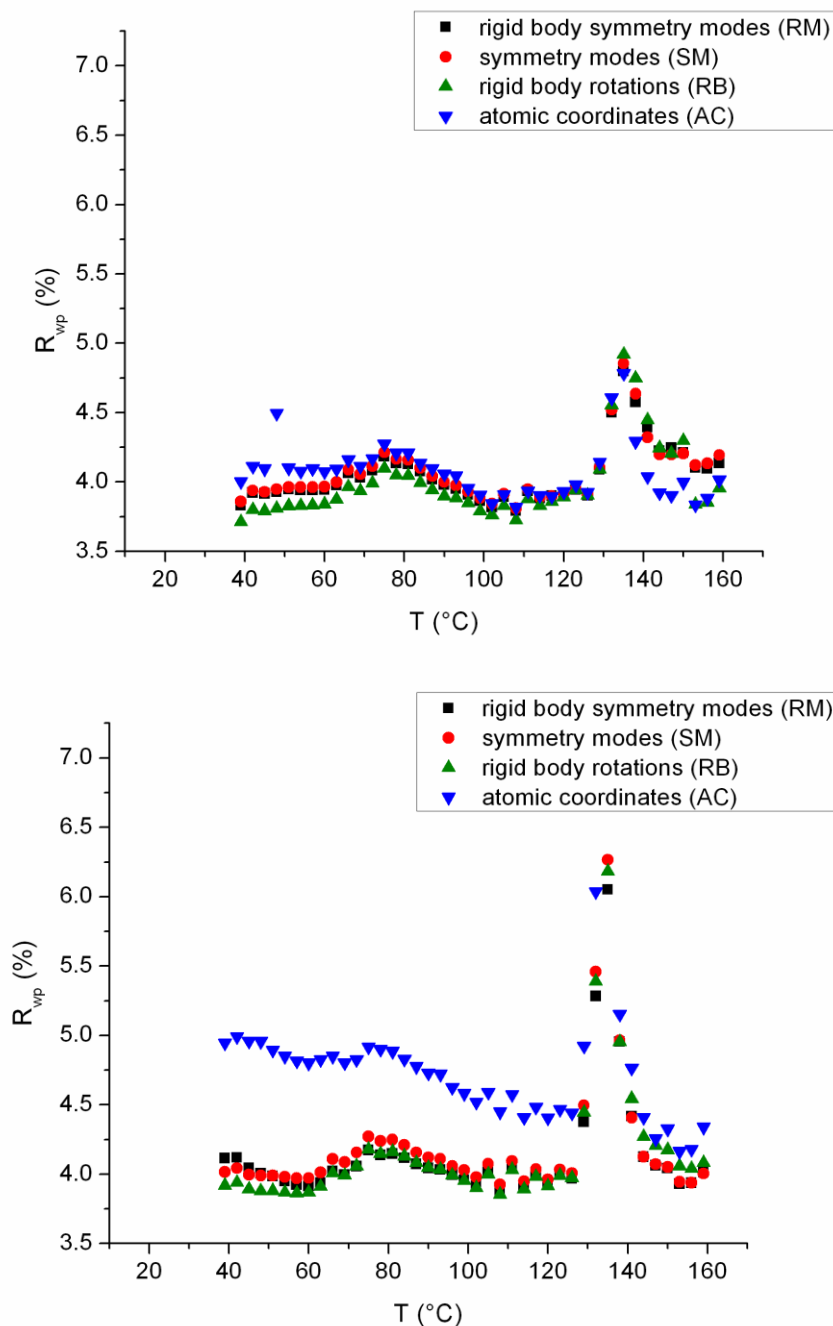 rigid body symmetry modes (RM)
symmetry modes (SM)
rigid body rotations (RB)
atomic coordinates (AC)
7.0
6.5
6.0
5.5
5.0
4.5
4.0
3.5
R_wp (%)
20 40 60 80 100 120 140 160
T (°C)
rigid body symmetry modes (RM)
symmetry modes (SM)
rigid body rotations (RB)
atomic coordinates (AC)
7.0
6.5
6.0
5.5
5.0
4.5
4.0
3.5
R_wp (%)
20 40 60 80 100 120 140 160
T (°C)